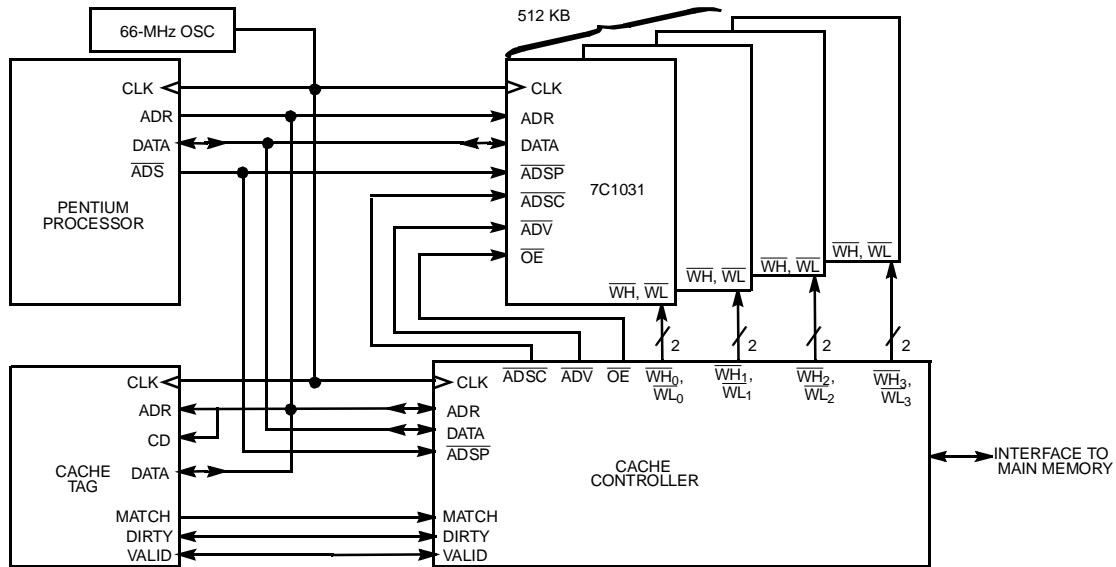 512 KB
66-MHz OSC
CLK
ADR
DATA
ADS
PENTIUM
PROCESSOR
CLK
ADR
DATA
ADSP
ADSC
ADV
OE
7C1031
WH, WL
WH, WL
WH, WL
WH, WL
2
2
2
2
CLK
ADR
CD
DATA
CACHE
TAG
MATCH
DIRTY
VALID
ADSC
ADV
OE
WH0,
WL0
WH1,
WL1
WH2,
WL2
WH3,
WL3
CLK
ADR
DATA
ADSP
CACHE
CONTROLLER
MATCH
DIRTY
VALID
INTERFACE TO
MAIN MEMORY